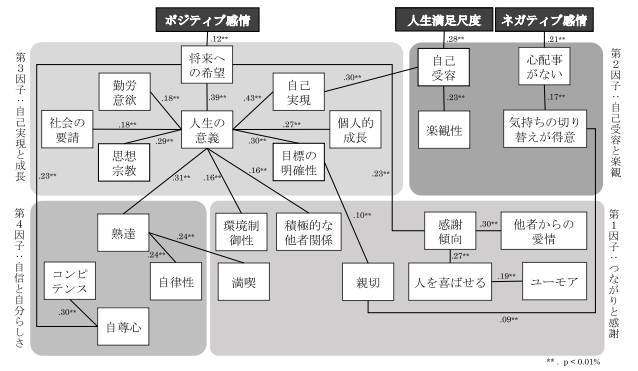 ポジティブ感情
人生満足尺度
ネガティブ感情
.12**
.28**
.21**
第3因子:自己実現と成長
将来へ
の希望
自己
受容
心配事
がない
第2因子:自己受容と楽観
勤労
意欲
自己
実現
.30**
.18**
.39**
.43**
.23**
.17**
社会の
要請
.18**
人生の
意義
.27**
個人的
成長
楽観性
気持ちの切り
替えが得意
.29**
.30**
思想
宗教
目標の
明確性
.23**
.31**
.16**
.16**
.23**
第4因子:自信と自分らしさ
熟達
環境制
御性
積極的な
他者関係
.10**
感謝
傾向
.30**
他者からの
愛情
第1因子:つながりと感謝
.24**
.24**
.27**
コンピ
テンス
自律性
満喫
親切
人を喜ばせる
.19**
ユーモア
.30**
自尊心
.09**
**. p<0.01%